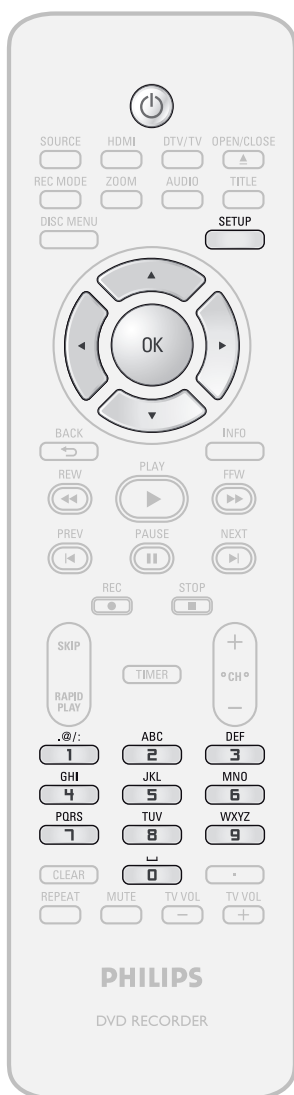 SOURCE HDMI DTV/TV OPEN/CLOSE
REC MODE ZOOM AUDIO TITLE
DISC MENU SETUP
OK
BACK INFO
REW PLAY FFW
PREV PAUSE NEXT
REC STOP
SKIP +
TIMER CH
RAPID
PLAY −
.@/: ABC DEF
1 2 3
GHI JKL MNO
4 5 6
PQRS TUV WXYZ
7 8 9
␣
CLEAR 0 •
REPEAT MUTE TV VOL TV VOL
− +
PHILIPS
DVD RECORDER